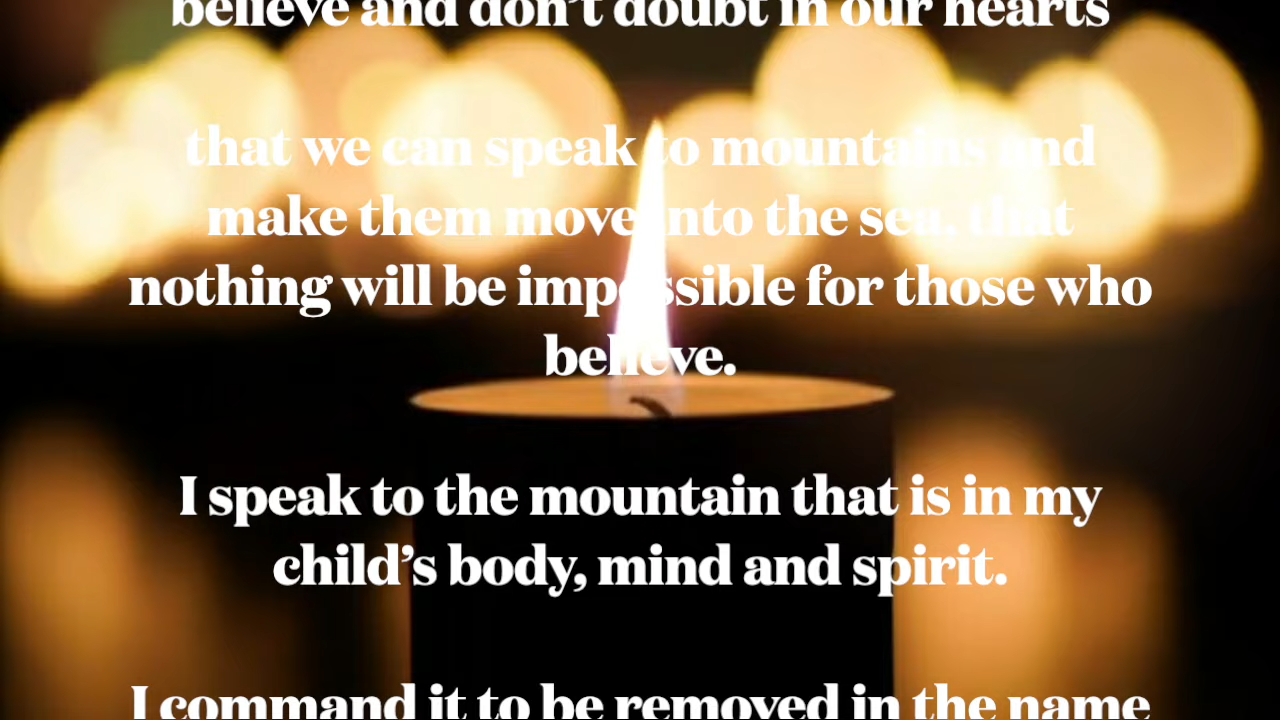 believe and don't doubt in our hearts
that we can speak to mountains and
make them move into the sea, that
nothing will be impossible for those who
believe.
I speak to the mountain that is in my
child's body, mind and spirit.
I command it to be removed in the name